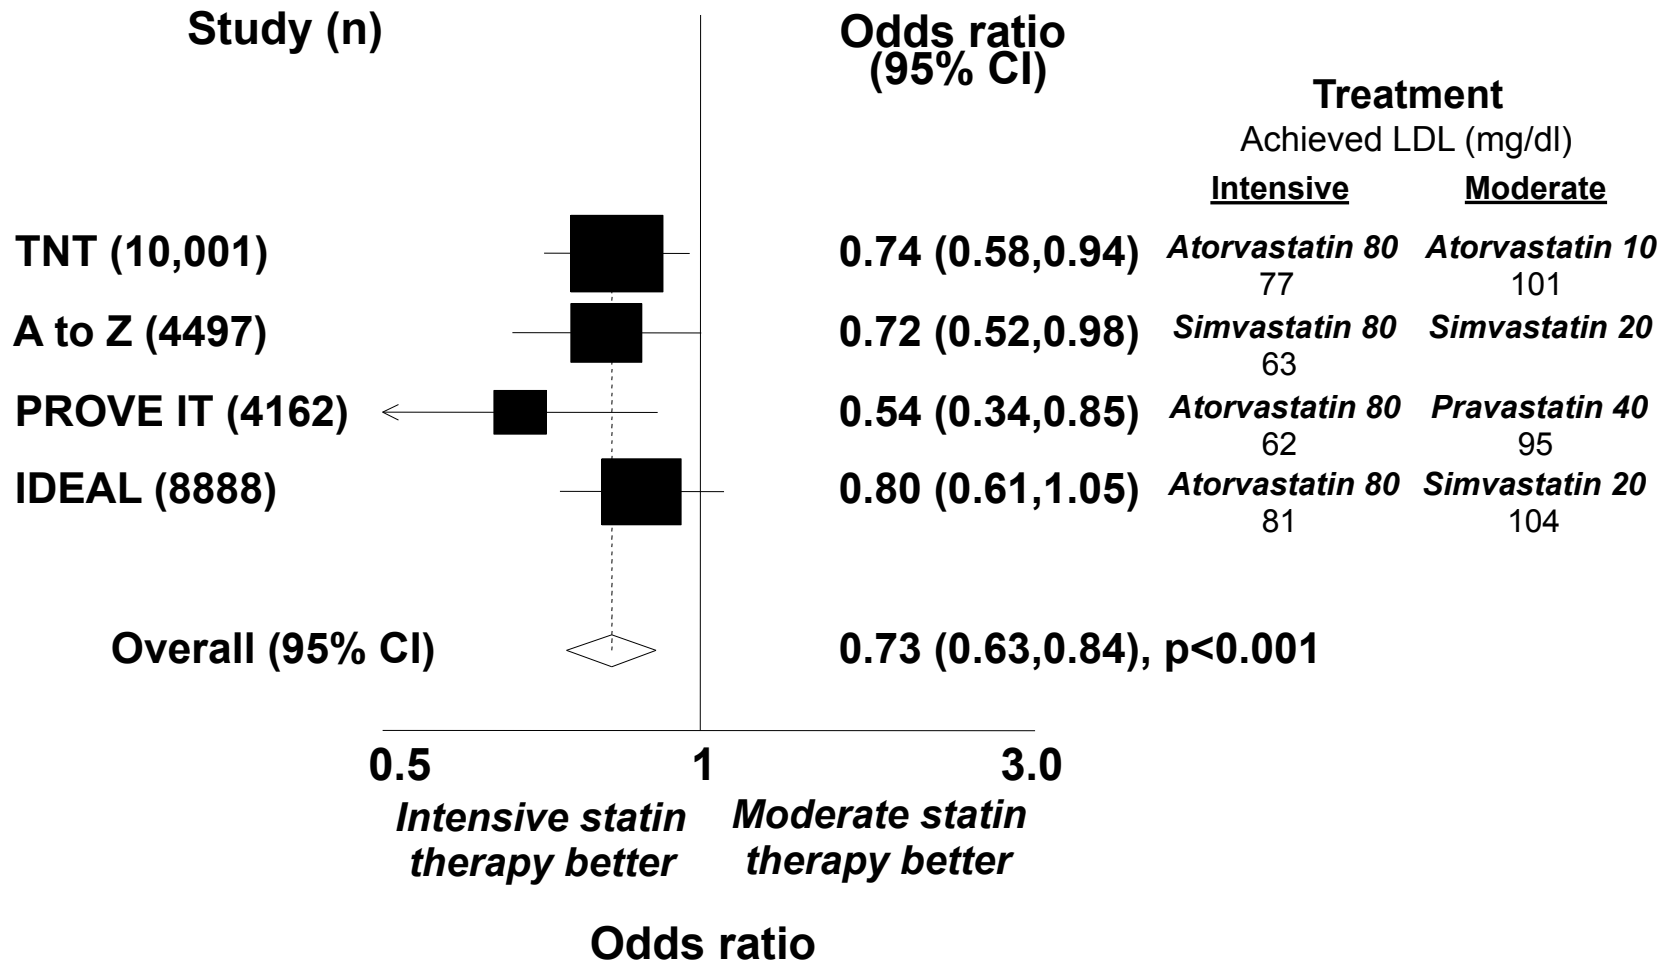 Study (n)
Odds ratio
(95% CI)
Treatment
Achieved LDL (mg/dl)
Intensive Moderate
TNT (10,001) 0.74 (0.58,0.94) Atorvastatin 80 Atorvastatin 10
77 101
A to Z (4497) 0.72 (0.52,0.98) Simvastatin 80 Simvastatin 20
63
PROVE IT (4162) 0.54 (0.34,0.85) Atorvastatin 80 Pravastatin 40
62 95
IDEAL (8888) 0.80 (0.61,1.05) Atorvastatin 80 Simvastatin 20
81 104
Overall (95% CI) 0.73 (0.63,0.84), p<0.001
0.5 1 3.0
Intensive statin
therapy better
Moderate statin
therapy better
Odds ratio